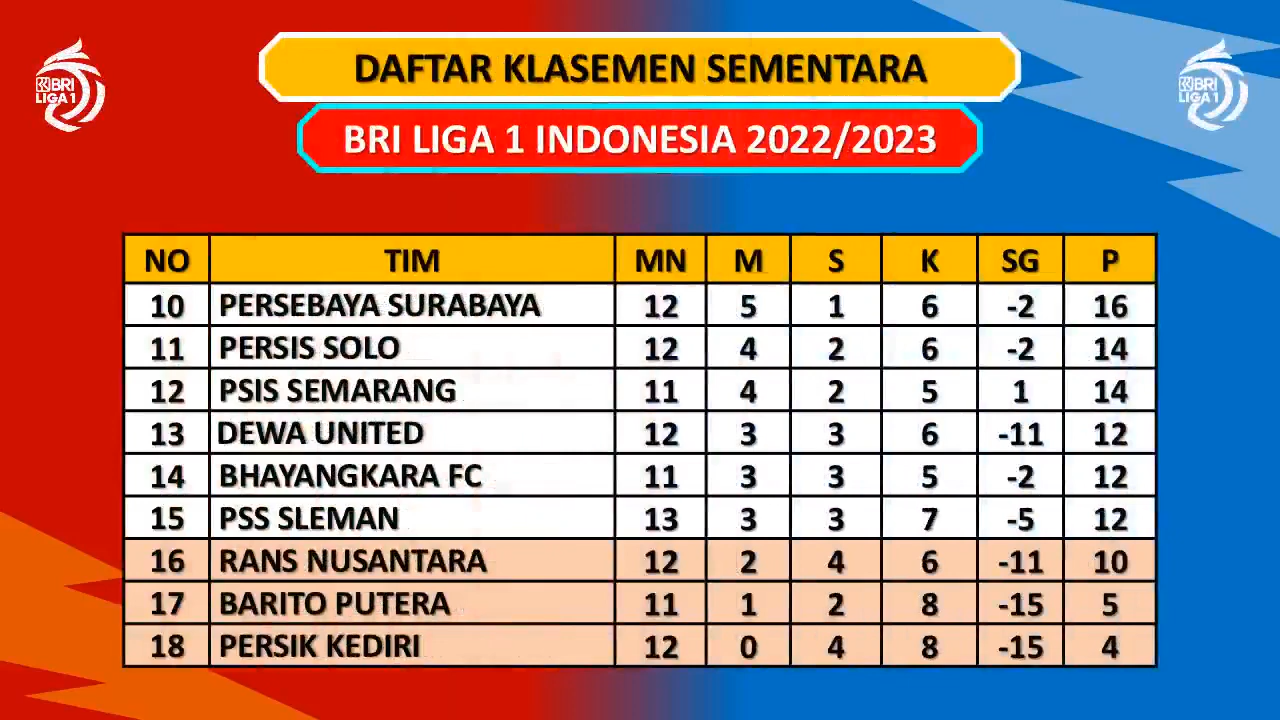 DAFTAR KLASEMEN SEMENTARA
BRI LIGA 1
BRI LIGA 1
BRI LIGA 1 INDONESIA 2022/2023
NO TIM MN M S K SG P
10 PERSEBAYA SURABAYA 12 5 1 6 -2 16
11 PERSIS SOLO 12 4 2 6 -2 14
12 PSIS SEMARANG 11 4 2 5 1 14
13 DEWA UNITED 12 3 3 6 -11 12
14 BHAYANGKARA FC 11 3 3 5 -2 12
15 PSS SLEMAN 13 3 3 7 -5 12
16 RANS NUSANTARA 12 2 4 6 -11 10
17 BARITO PUTERA 11 1 2 8 -15 5
18 PERSIK KEDIRI 12 0 4 8 -15 4